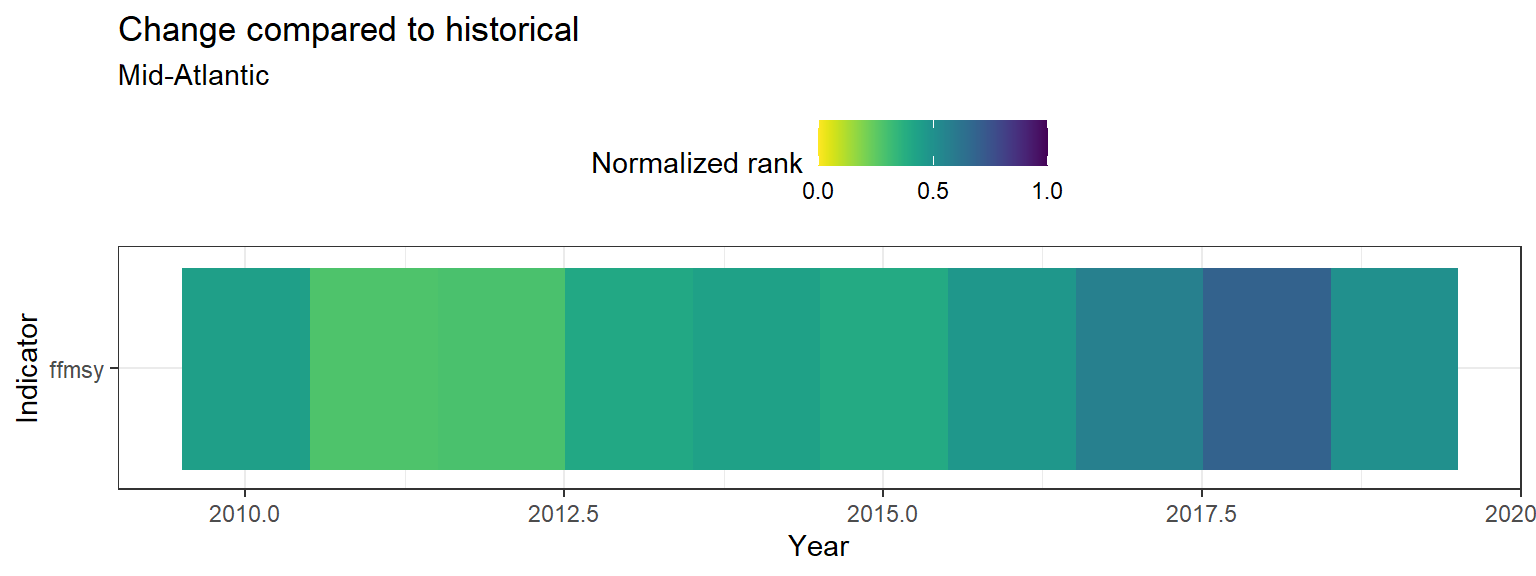 Change compared to historical
Mid-Atlantic
Normalized rank
0.0 0.5 1.0
Indicator
ffmsy
2010.0 2012.5 2015.0 2017.5 2020
Year